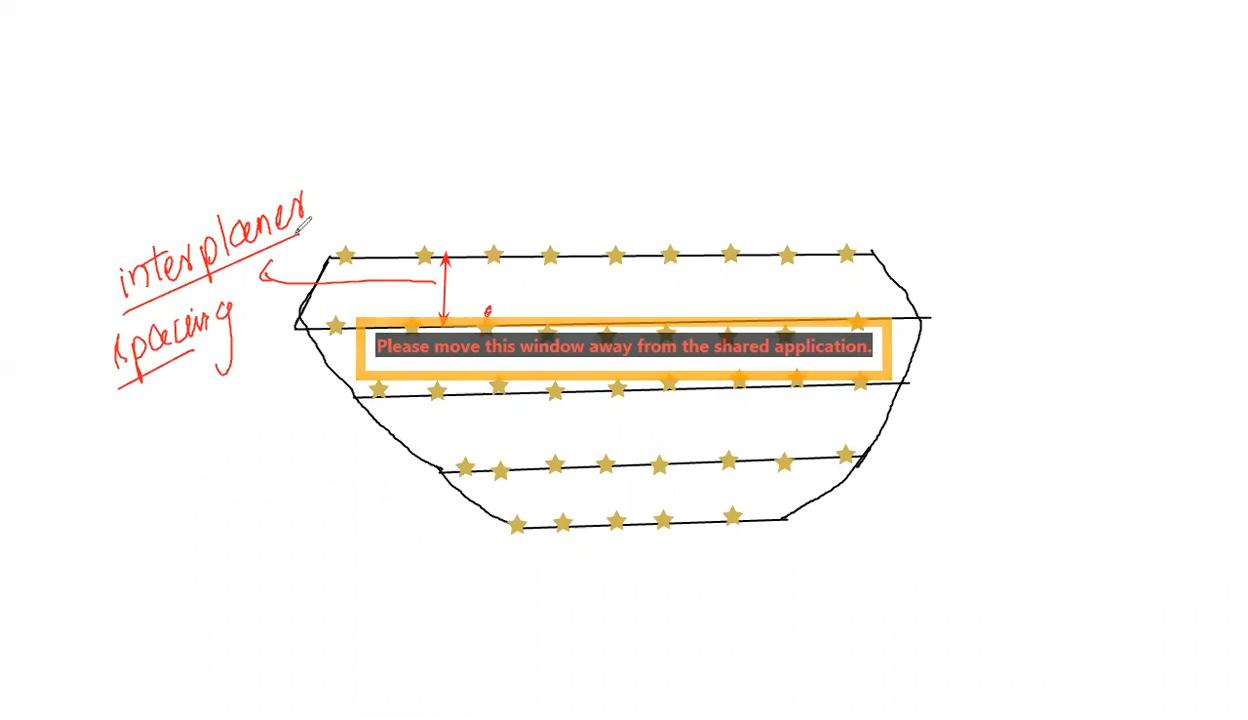 interplaner
spacing
Please move this window away from the shared application.